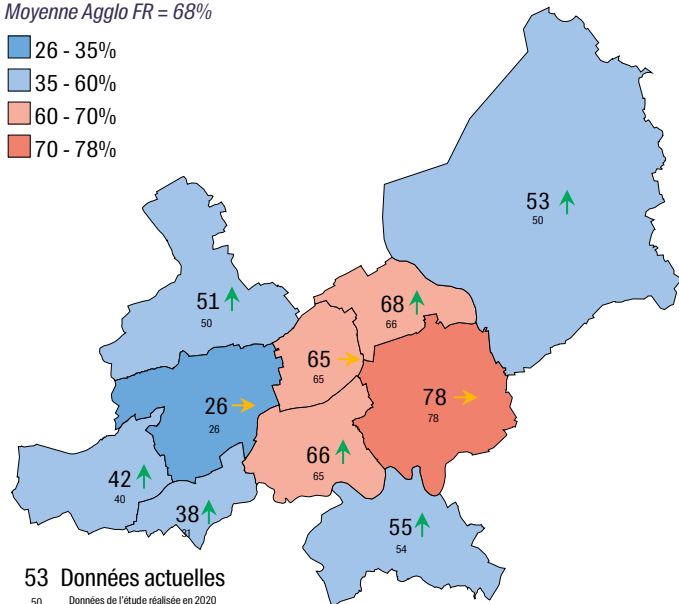 Moyenne Agglo FR = 68%
26 - 35%
35 - 60%
60 - 70%
70 - 78%
53
50
51
50
68
66
65
65
26
26
78
78
66
65
42
40
38
31
55
54
53 Données actuelles
50 Données de l'étude réalisée en 2020